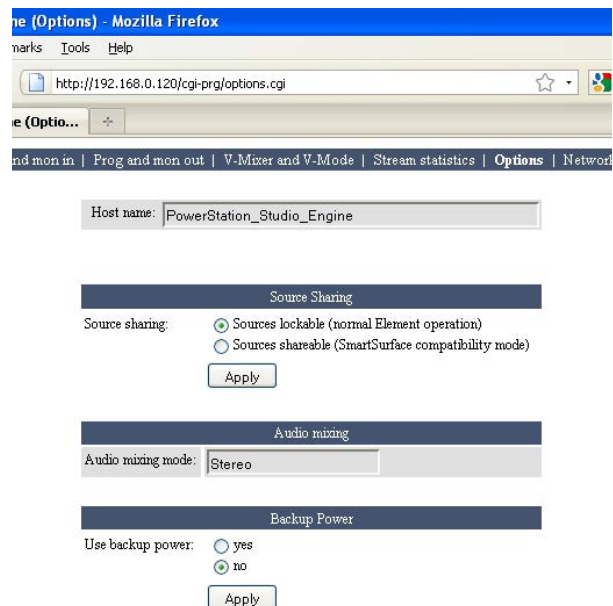 ne (Options) - Mozilla Firefox
marks Tools Help
http://192.168.0.120/cgi-prg/options.cgi
e (Optio...
nd mon in | Prog and mon out | V-Mixer and V-Mode | Stream statistics | Options | Network
Host name: PowerStation_Studio_Engine
Source Sharing
Source sharing: Sources lockable (normal Element operation)
Sources shareable (SmartSurface compatibility mode)
Apply
Audio mixing
Audio mixing mode: Stereo
Backup Power
Use backup power: yes
no
Apply